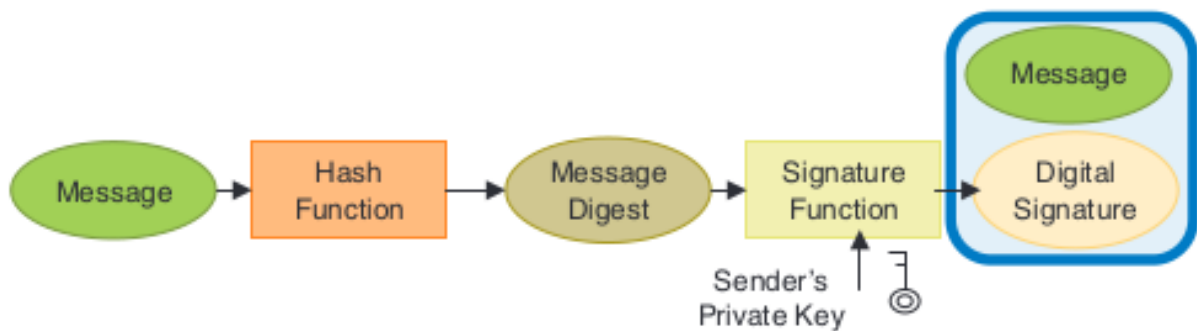 Message
Hash
Function
Message
Digest
Signature
Function
Sender's
Private Key
Message
Digital
Signature